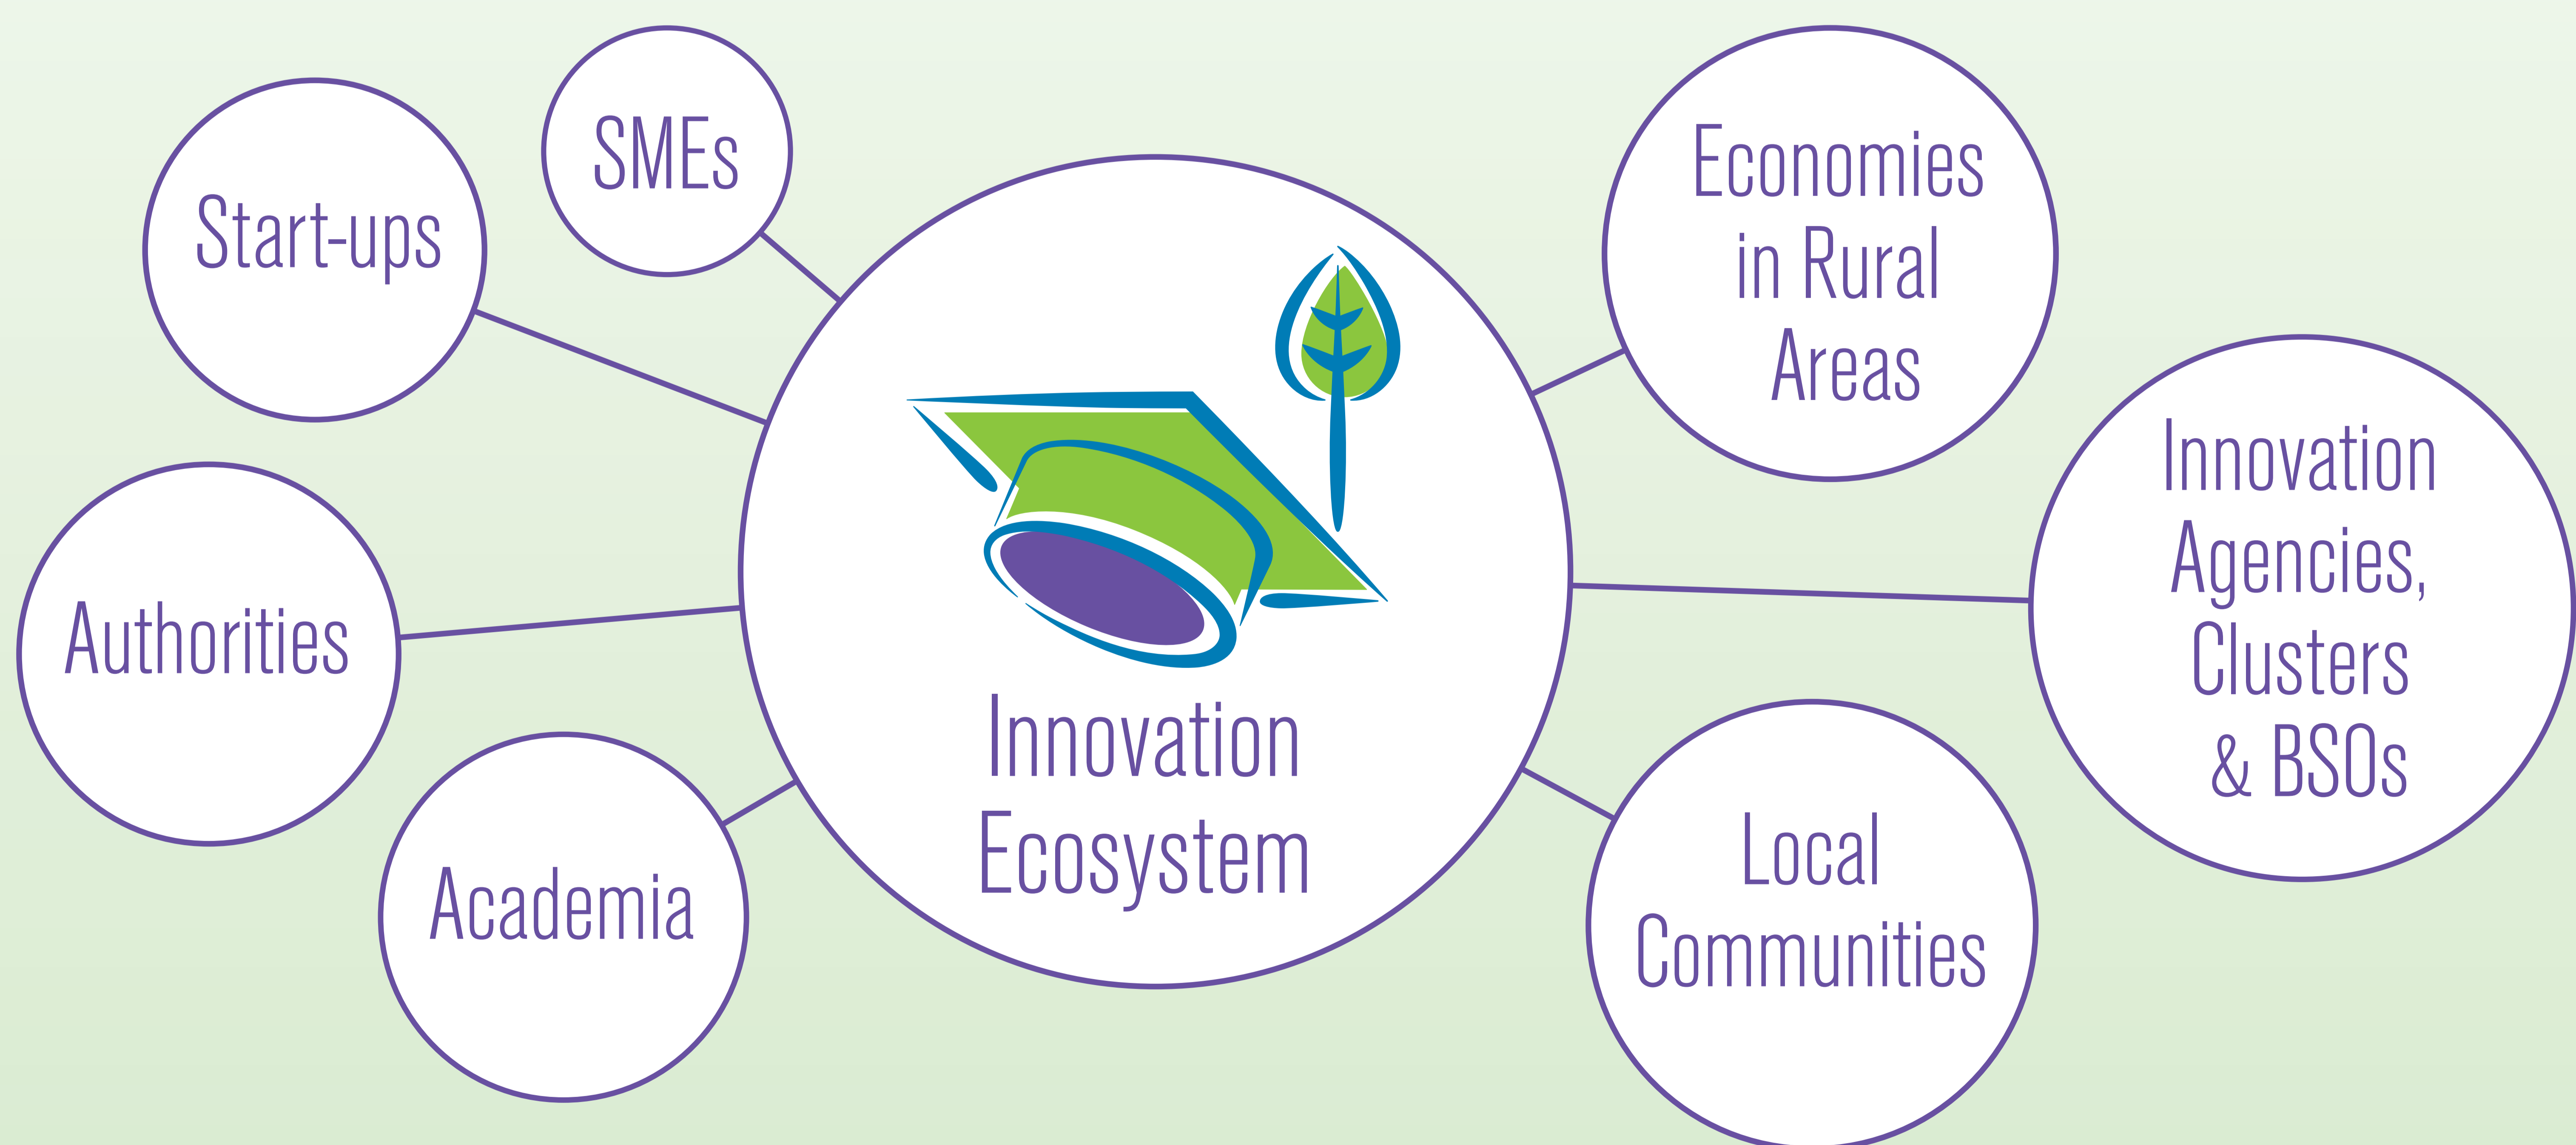 SMEs
Start-ups
Authorities
Academia
Innovation
Ecosystem
Economies
in Rural
Areas
Innovation
Agencies,
Clusters
& BSOs
Local
Communities